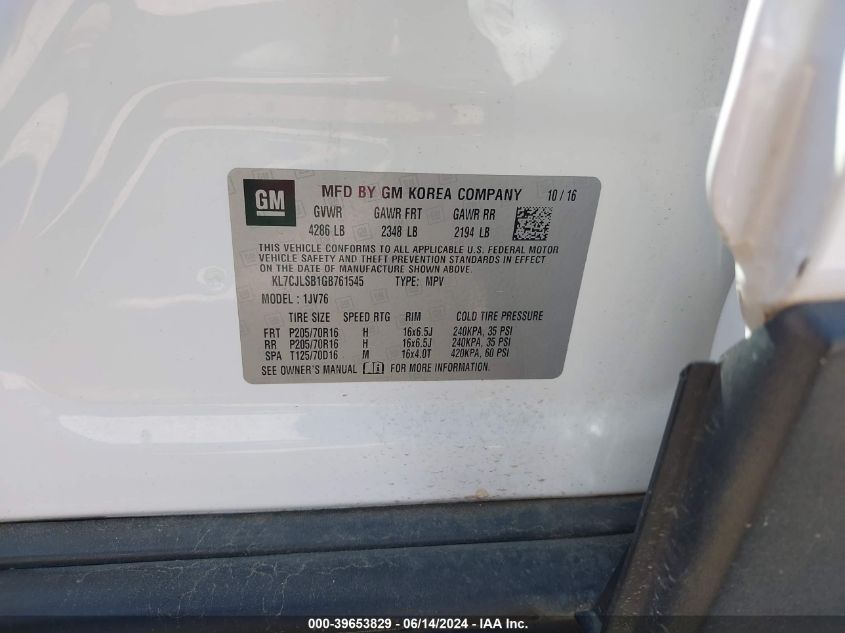 GM MFD BY GM KOREA COMPANY 10 / 16
GVWR GAWR FRT GAWR RR
4286 LB 2348 LB 2194 LB
THIS VEHICLE CONFORMS TO ALL APPLICABLE U.S. FEDERAL MOTOR
VEHICLE SAFETY AND THEFT PREVENTION STANDARDS IN EFFECT
ON THE DATE OF MANUFACTURE SHOWN ABOVE.
KL7CJLSB1GB761545 TYPE: MPV
MODEL : 1JV76
TIRE SIZE SPEED RTG RIM COLD TIRE PRESSURE
FRT P205/70R16 H 16x6.5J 240KPA, 35 PSI
RR P205/70R16 H 16x6.5J 240KPA, 35 PSI
SPA T125/70D16 M 16x4.0T 420KPA, 60 PSI
SEE OWNER'S MANUAL FOR MORE INFORMATION.
000-39653829 - 06/14/2024 - IAA Inc.